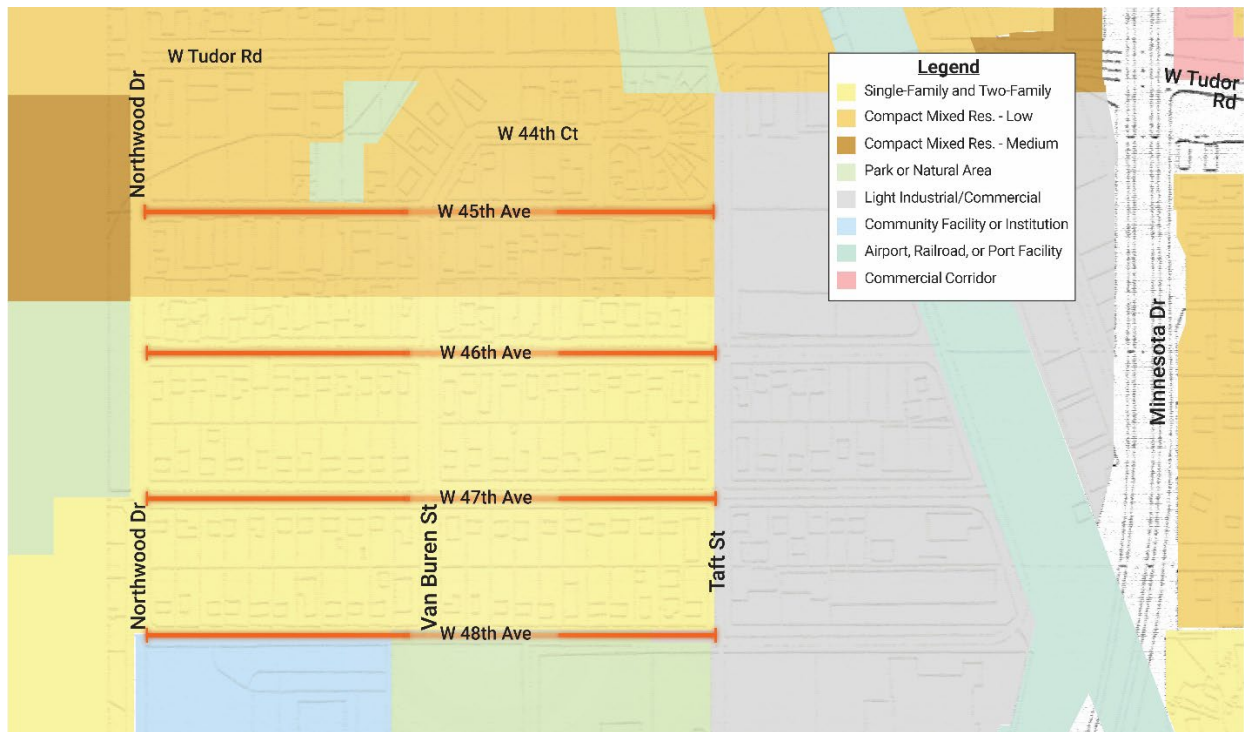 W Tudor Rd
Northwood Dr
W 44th Ct
W 45th Ave
W 46th Ave
W 47th Ave
W 48th Ave
Northwood Dr
Van Buren St
Taft St
Legend
Single-Family and Two-Family
Compact Mixed Res. - Low
Compact Mixed Res. - Medium
Park or Natural Area
Light Industrial/Commercial
Community Facility or Institution
Airport, Railroad, or Port Facility
Commercial Corridor
W Tudor
Rd
Minnesota Dr